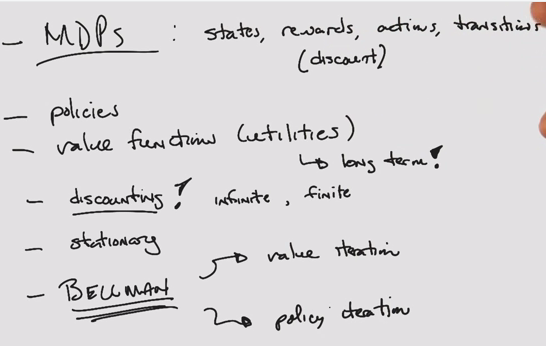 - MDPs : states, rewards, actions, transitions
(discount)
- policies
- value functions (utilities)
↳ long term!
- discounting! infinite, finite
- stationary
- BELLMAN → value iteration
→ policy iteration